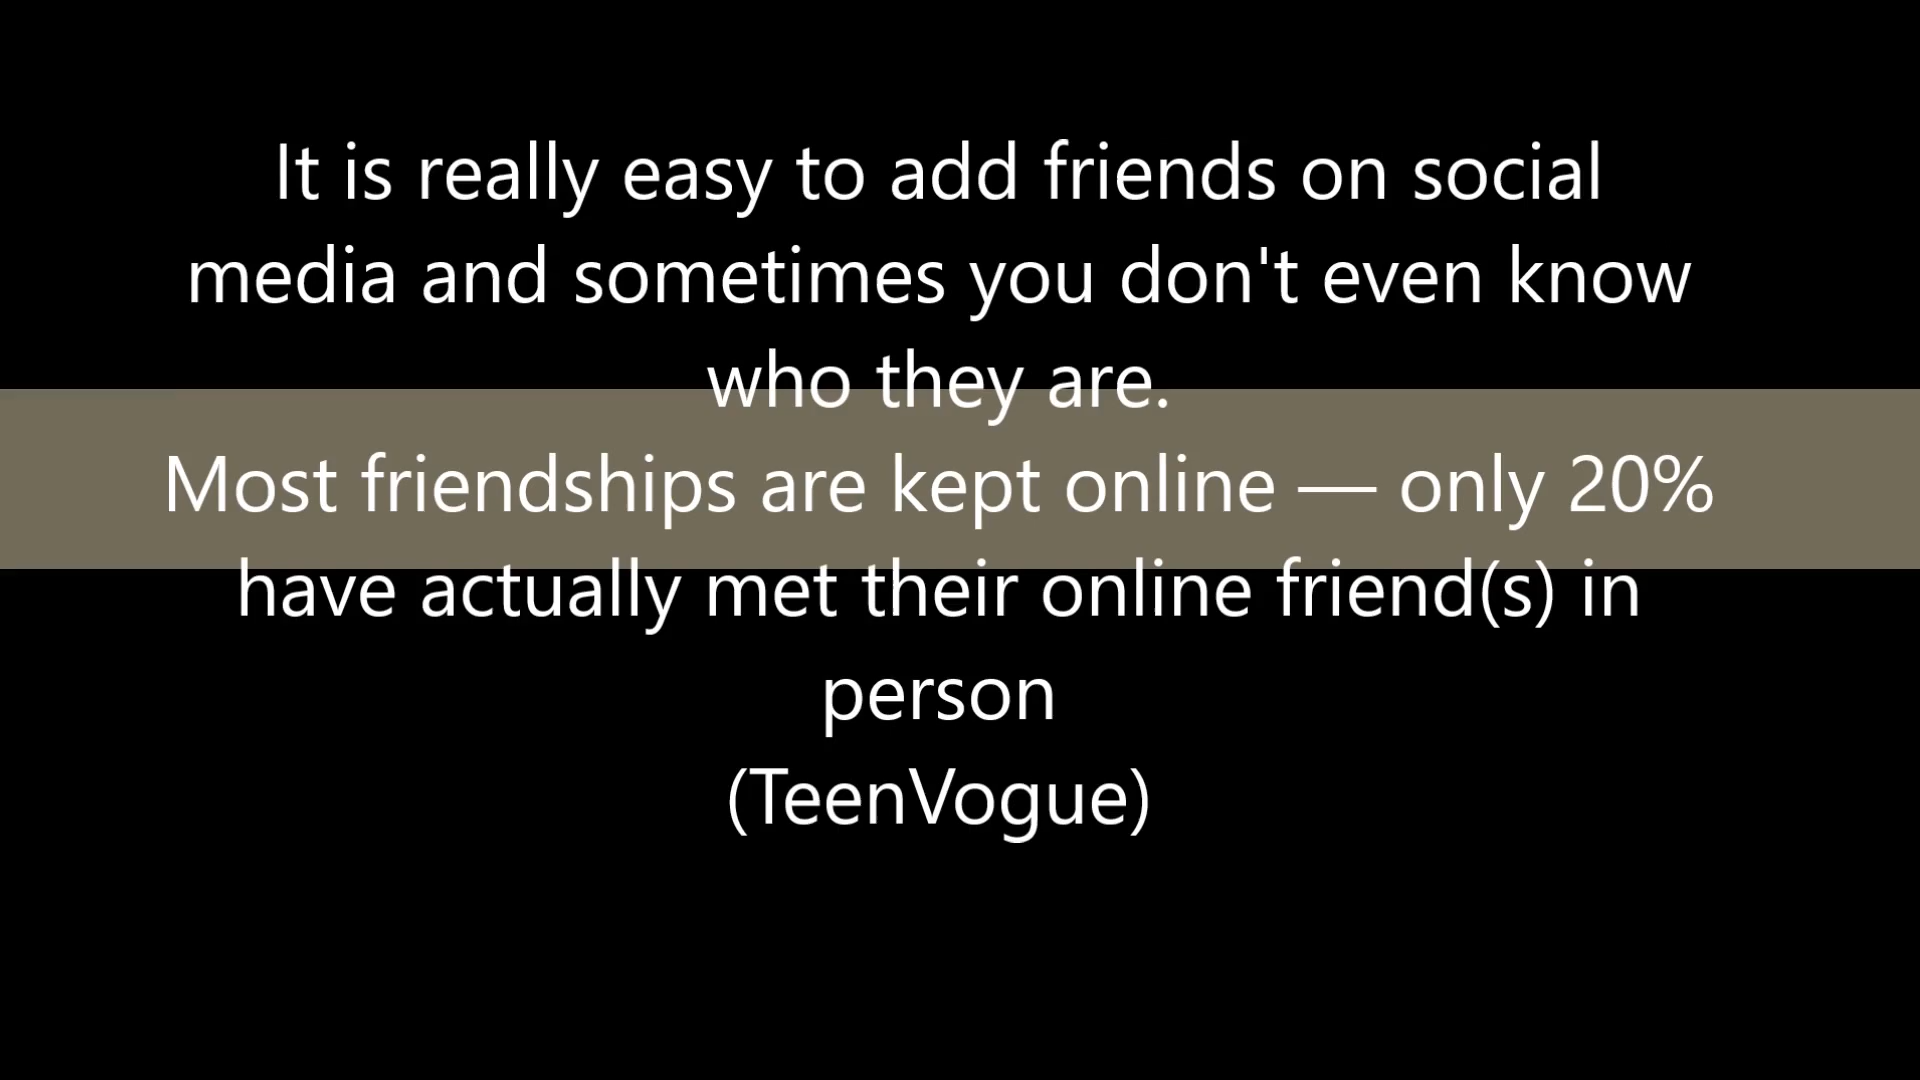 It is really easy to add friends on social
media and sometimes you don't even know
who they are.
Most friendships are kept online — only 20%
have actually met their online friend(s) in
person
(TeenVogue)